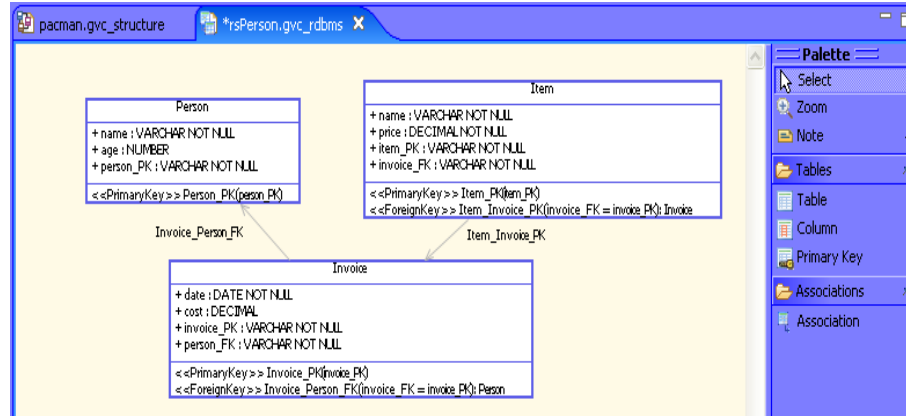 pacman.gvc_structure
*rsPerson.gvc_rdbms
Palette
Select
Zoom
Note
Tables
Table
Column
Primary Key
Associations
Association
Person
+ name : VARCHAR NOT NULL
+ age : NUMBER
+ person_PK : VARCHAR NOT NULL
<<PrimaryKey>> Person_PK(person_PK)
Item
+ name : VARCHAR NOT NULL
+ price : DECIMAL NOT NULL
+ item_PK : VARCHAR NOT NULL
+ invoice_FK : VARCHAR NOT NULL
<<PrimaryKey>> Item_PK(item_PK)
<<ForeignKey>> Item_Invoice_PK(invoice_FK = invoice_PK): Invoice
Invoice_Person_FK
Item_Invoice_PK
Invoice
+ date : DATE NOT NULL
+ cost : DECIMAL
+ invoice_PK : VARCHAR NOT NULL
+ person_FK : VARCHAR NOT NULL
<<PrimaryKey>> Invoice_PK(invoice_PK)
<<ForeignKey>> Invoice_Person_FK(invoice_FK = invoice_PK): Person